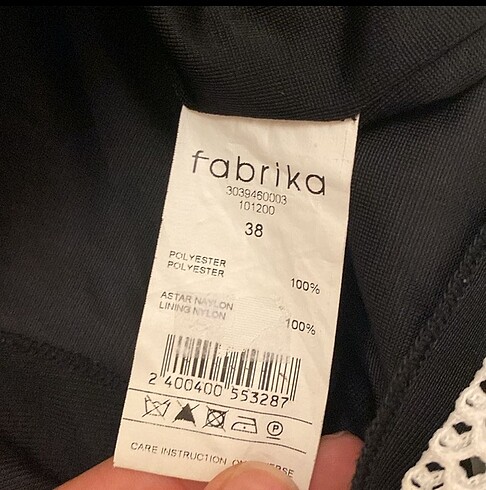 fabrika
3039460003
101200
38
POLYESTER
POLYESTER 100%
ASTAR NAYLON
LINING NYLON 100%
2 400400 553287
P
CARE INSTRUCTION